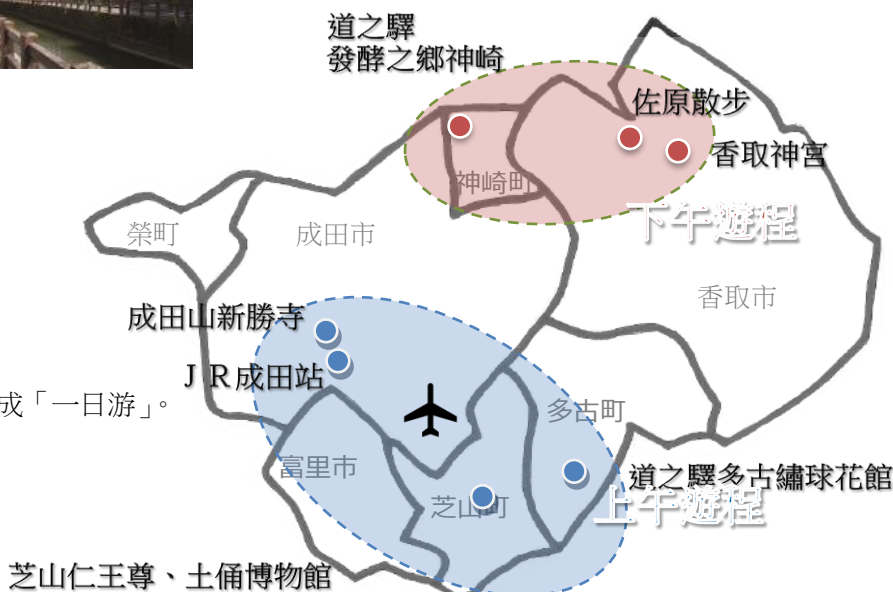 道之驛
發酵之鄉神崎
佐原散步
香取神宮
神崎町
下午遊程
榮町
成田市
香取市
成田山新勝寺
ＪＲ成田站
成「一日游」。
多古町
富里市
道之驛多古繡球花館
芝山町
上午遊程
芝山仁王尊、土俑博物館